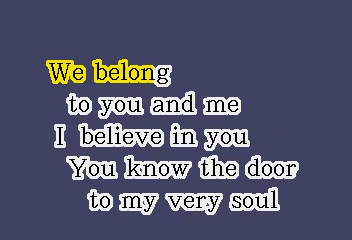 We belong
to you and me
I believe in you
You know the door
to my very soul